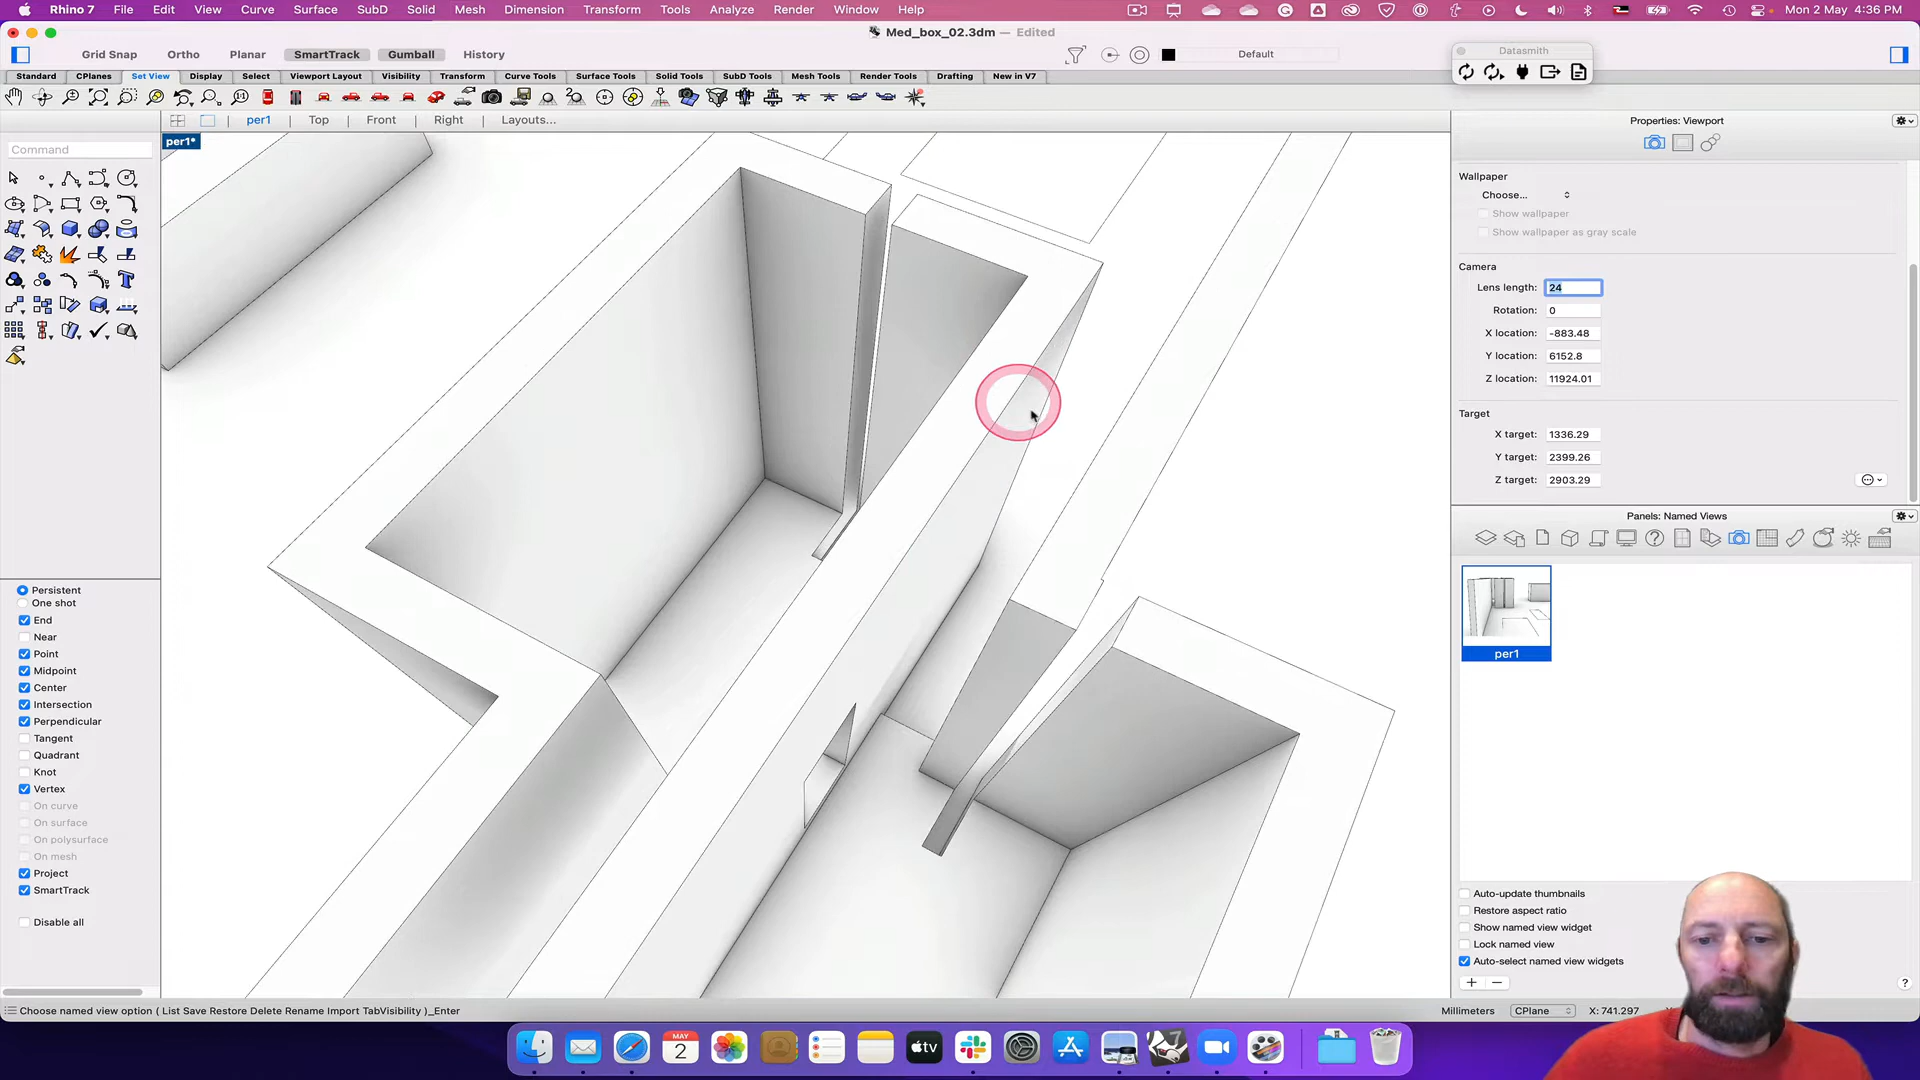 Rhino 7 File Edit View Curve Surface SubD Solid Mesh Dimension Transform Tools Analyze Render Window Help Mon 2 May 4:36 PM
Med_box_02.3dm — Edited
Grid Snap Ortho Planar SmartTrack Gumball History Default
Datasmith
Standard CPlanes Set View Display Select Viewport Layout Visibility Transform Curve Tools Surface Tools Solid Tools SubD Tools Mesh Tools Render Tools Drafting New in V7
per1 Top Front Right Layouts...
per1*
Command
Persistent
One shot
End
Near
Point
Midpoint
Center
Intersection
Perpendicular
Tangent
Quadrant
Knot
Vertex
On curve
On surface
On polysurface
On mesh
Project
SmartTrack
Disable all
Properties: Viewport
Wallpaper
Choose...
Show wallpaper
Show wallpaper as gray scale
Camera
Lens length: 24
Rotation: 0
X location: -883.48
Y location: 6152.8
Z location: 11924.01
Target
X target: 1336.29
Y target: 2399.26
Z target: 2903.29
Panels: Named Views
per1
Auto-update thumbnails
Restore aspect ratio
Show named view widget
Lock named view
Auto-select named view widgets
Choose named view option ( List Save Restore Delete Rename Import TabVisibility )_Enter
Millimeters CPlane X: 741.297
MAY
2
tv